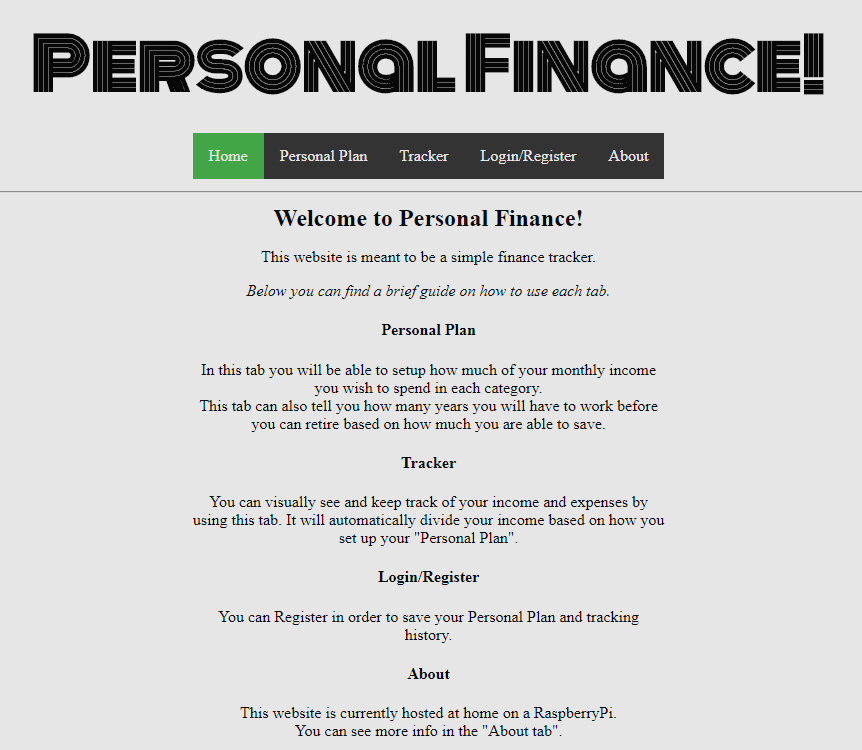 Personal Finance!
Home Personal Plan Tracker Login/Register About
Welcome to Personal Finance!
This website is meant to be a simple finance tracker.
Below you can find a brief guide on how to use each tab.
Personal Plan
In this tab you will be able to setup how much of your monthly income
you wish to spend in each category.
This tab can also tell you how many years you will have to work before
you can retire based on how much you are able to save.
Tracker
You can visually see and keep track of your income and expenses by
using this tab. It will automatically divide your income based on how you
set up your "Personal Plan".
Login/Register
You can Register in order to save your Personal Plan and tracking
history.
About
This website is currently hosted at home on a RaspberryPi.
You can see more info in the "About tab".